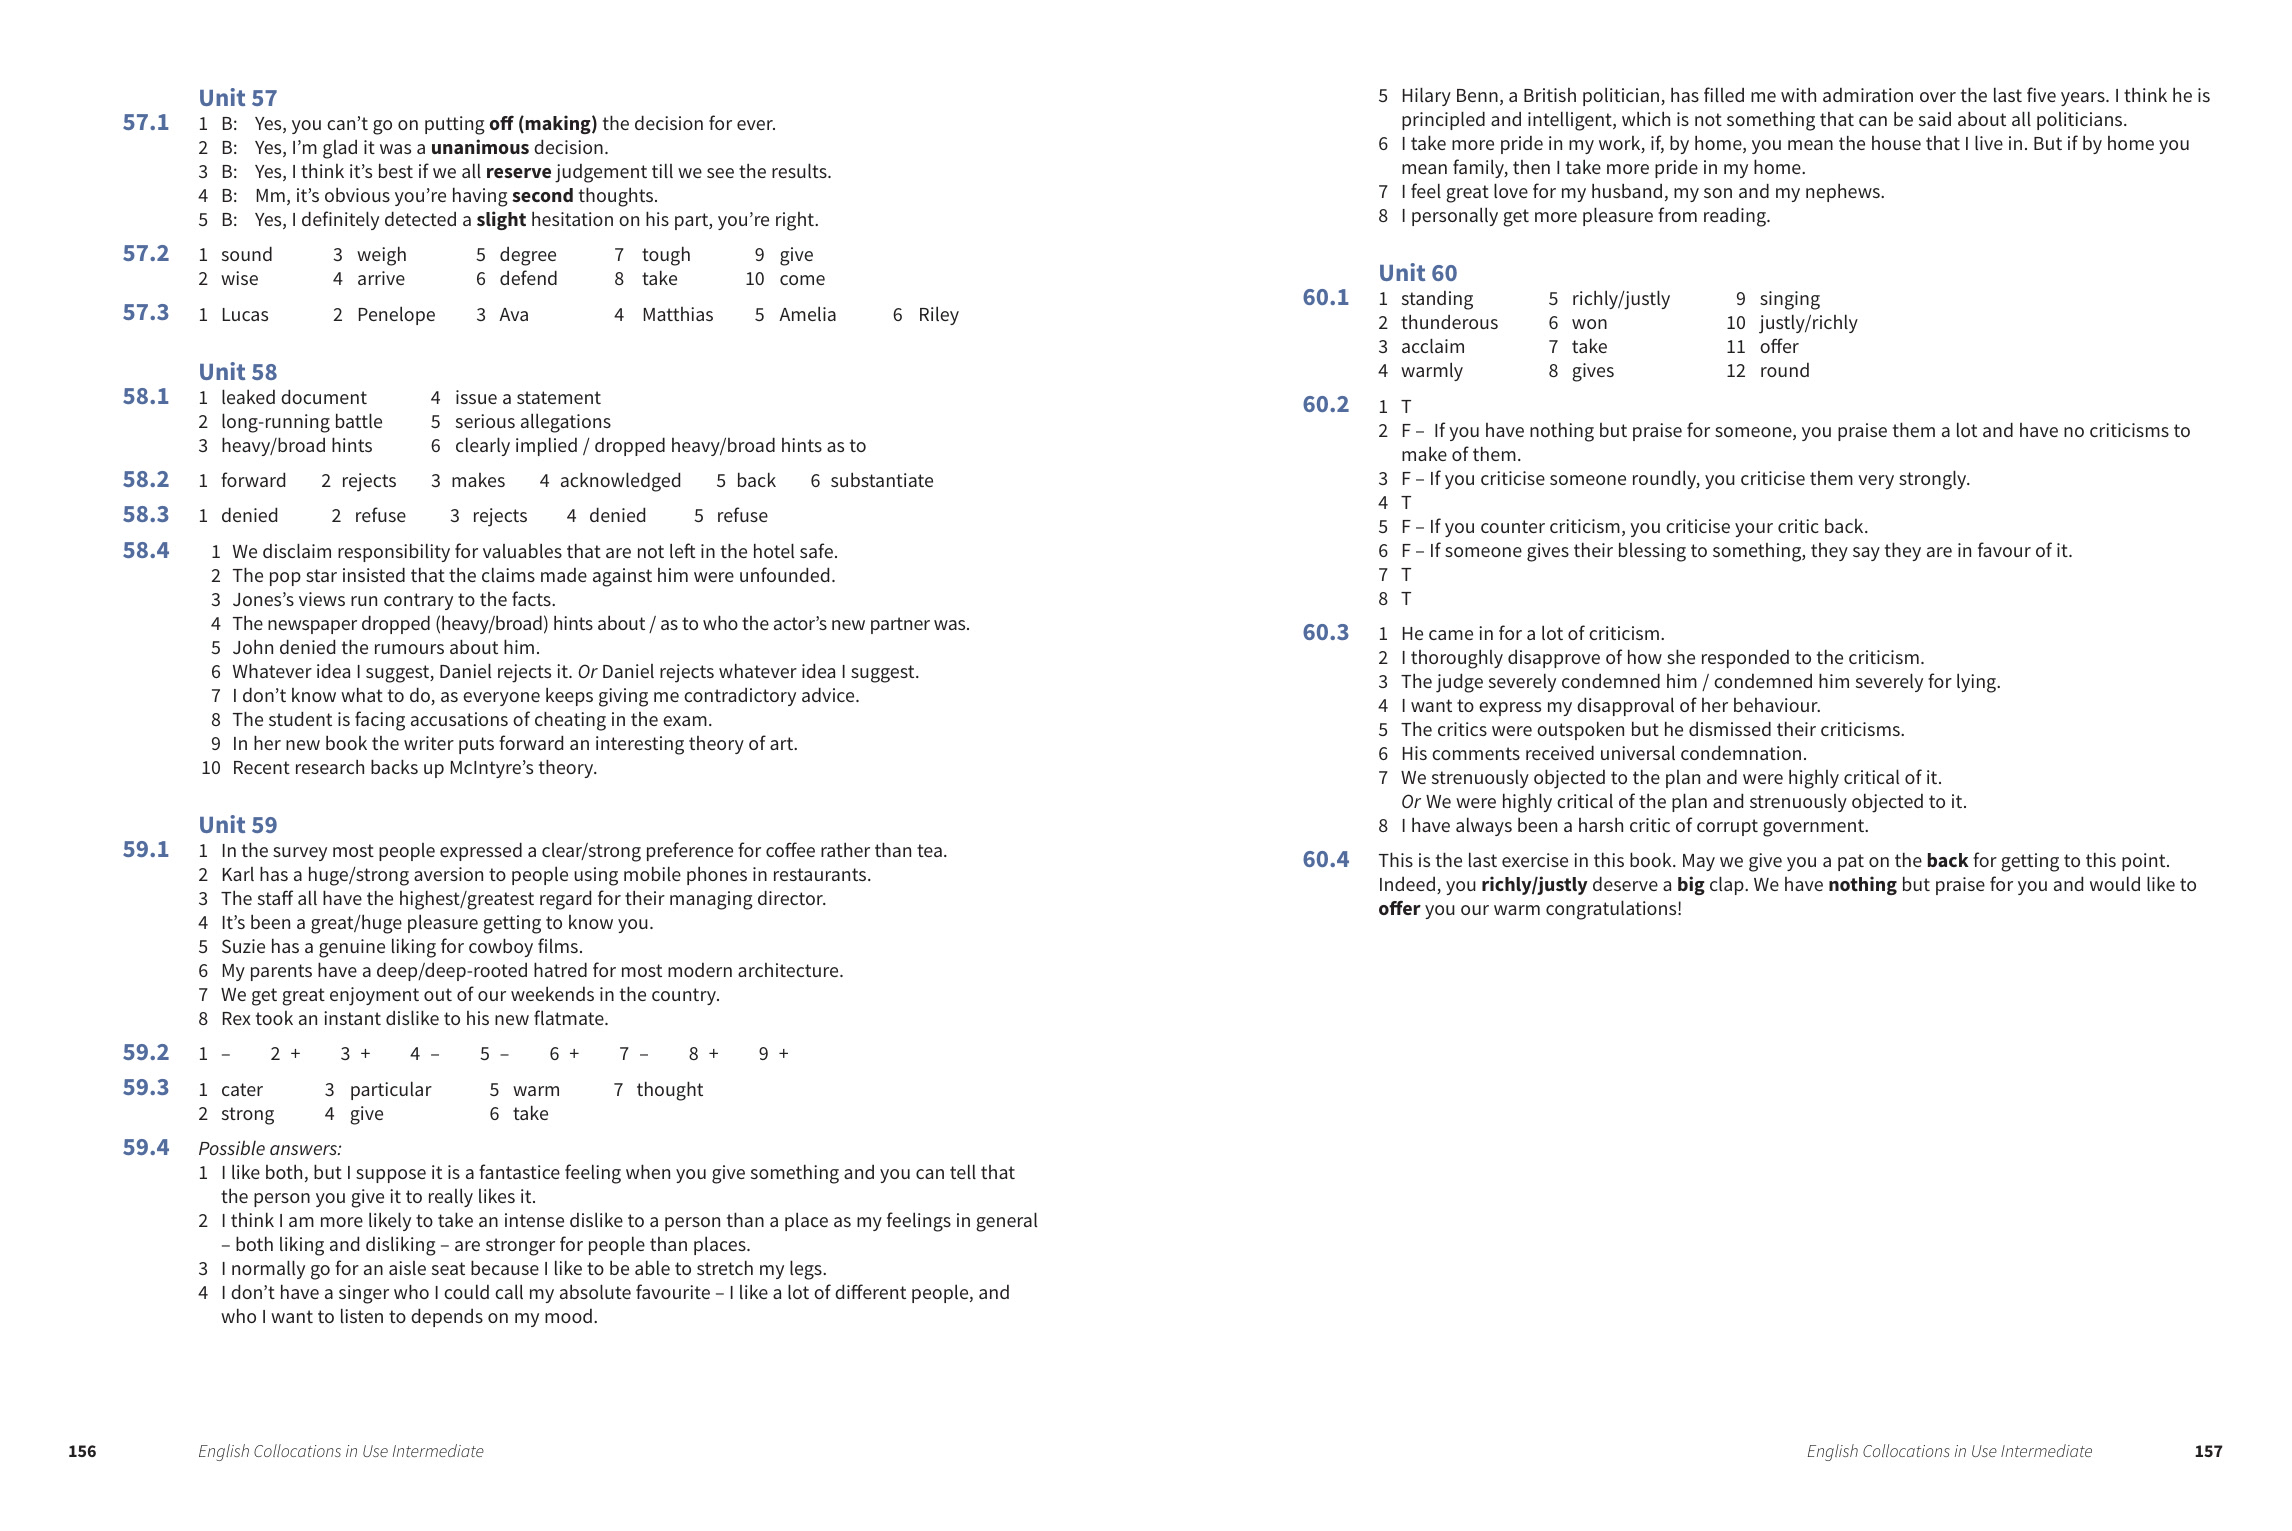 Unit 57
57.1 1 B: Yes, you can’t go on putting off (making) the decision for ever.
2 B: Yes, I’m glad it was a unanimous decision.
3 B: Yes, I think it’s best if we all reserve judgement till we see the results.
4 B: Mm, it’s obvious you’re having second thoughts.
5 B: Yes, I definitely detected a slight hesitation on his part, you’re right.
57.2 1 sound 3 weigh 5 degree 7 tough 9 give
2 wise 4 arrive 6 defend 8 take 10 come
57.3 1 Lucas 2 Penelope 3 Ava 4 Matthias 5 Amelia 6 Riley
Unit 58
58.1 1 leaked document 4 issue a statement
2 long-running battle 5 serious allegations
3 heavy/broad hints 6 clearly implied / dropped heavy/broad hints as to
58.2 1 forward 2 rejects 3 makes 4 acknowledged 5 back 6 substantiate
58.3 1 denied 2 refuse 3 rejects 4 denied 5 refuse
58.4 1 We disclaim responsibility for valuables that are not left in the hotel safe.
2 The pop star insisted that the claims made against him were unfounded.
3 Jones’s views run contrary to the facts.
4 The newspaper dropped (heavy/broad) hints about / as to who the actor’s new partner was.
5 John denied the rumours about him.
6 Whatever idea I suggest, Daniel rejects it. Or Daniel rejects whatever idea I suggest.
7 I don’t know what to do, as everyone keeps giving me contradictory advice.
8 The student is facing accusations of cheating in the exam.
9 In her new book the writer puts forward an interesting theory of art.
10 Recent research backs up McIntyre’s theory.
Unit 59
59.1 1 In the survey most people expressed a clear/strong preference for coffee rather than tea.
2 Karl has a huge/strong aversion to people using mobile phones in restaurants.
3 The staff all have the highest/greatest regard for their managing director.
4 It’s been a great/huge pleasure getting to know you.
5 Suzie has a genuine liking for cowboy films.
6 My parents have a deep/deep-rooted hatred for most modern architecture.
7 We get great enjoyment out of our weekends in the country.
8 Rex took an instant dislike to his new flatmate.
59.2 1 – 2 + 3 + 4 – 5 – 6 + 7 – 8 + 9 +
59.3 1 cater 3 particular 5 warm 7 thought
2 strong 4 give 6 take
59.4 Possible answers:
1 I like both, but I suppose it is a fantastice feeling when you give something and you can tell that
the person you give it to really likes it.
2 I think I am more likely to take an intense dislike to a person than a place as my feelings in general
– both liking and disliking – are stronger for people than places.
3 I normally go for an aisle seat because I like to be able to stretch my legs.
4 I don’t have a singer who I could call my absolute favourite – I like a lot of different people, and
who I want to listen to depends on my mood.
156 English Collocations in Use Intermediate
5 Hilary Benn, a British politician, has filled me with admiration over the last five years. I think he is
principled and intelligent, which is not something that can be said about all politicians.
6 I take more pride in my work, if, by home, you mean the house that I live in. But if by home you
mean family, then I take more pride in my home.
7 I feel great love for my husband, my son and my nephews.
8 I personally get more pleasure from reading.
Unit 60
60.1 1 standing 5 richly/justly 9 singing
2 thunderous 6 won 10 justly/richly
3 acclaim 7 take 11 offer
4 warmly 8 gives 12 round
60.2 1 T
2 F – If you have nothing but praise for someone, you praise them a lot and have no criticisms to
make of them.
3 F – If you criticise someone roundly, you criticise them very strongly.
4 T
5 F – If you counter criticism, you criticise your critic back.
6 F – If someone gives their blessing to something, they say they are in favour of it.
7 T
8 T
60.3 1 He came in for a lot of criticism.
2 I thoroughly disapprove of how she responded to the criticism.
3 The judge severely condemned him / condemned him severely for lying.
4 I want to express my disapproval of her behaviour.
5 The critics were outspoken but he dismissed their criticisms.
6 His comments received universal condemnation.
7 We strenuously objected to the plan and were highly critical of it.
Or We were highly critical of the plan and strenuously objected to it.
8 I have always been a harsh critic of corrupt government.
60.4 This is the last exercise in this book. May we give you a pat on the back for getting to this point.
Indeed, you richly/justly deserve a big clap. We have nothing but praise for you and would like to
offer you our warm congratulations!
English Collocations in Use Intermediate 157